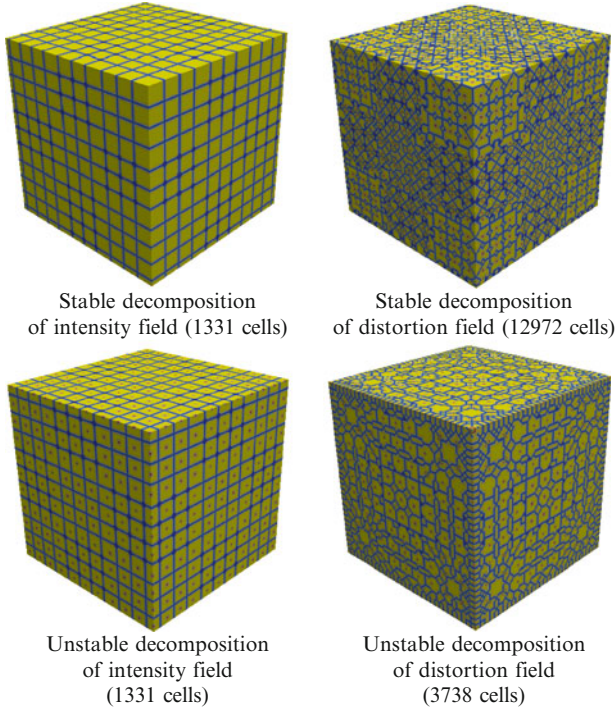 Stable decomposition
of intensity field (1331 cells)
Stable decomposition
of distortion field (12972 cells)
Unstable decomposition
of intensity field
(1331 cells)
Unstable decomposition
of distortion field
(3738 cells)